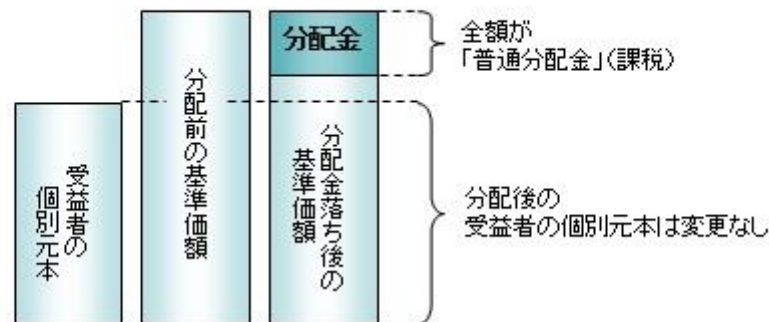 受益者の
個別元本
分配前の基準価額
分配金
分配金落ち後の
基準価額
全額が
「普通分配金」(課税)
分配後の
受益者の個別元本は変更なし